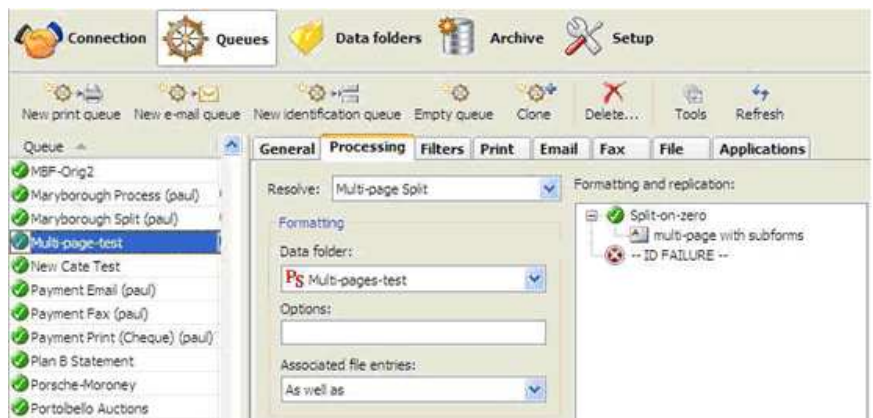 Connection Queues Data folders Archive Setup
New print queue New e-mail queue New identification queue Empty queue Clone Delete... Tools Refresh
Queue
General Processing Filters Print Email Fax File Applications
MBF-Orig2
Maryborough Process (paul)
Maryborough Split (paul)
Multi-page-test
New Cate Test
Payment Email (paul)
Payment Fax (paul)
Payment Print (Cheque) (paul)
Plan B Statement
Porsche-Moroney
Portobello Auctions
Resolve: Multi-page Split
Formatting
Data folder:
PS Multi-pages-test
Options:
Associated file entries:
As well as
Formatting and replication:
Split-on-zero
multi-page with subforms
-- ID FAILURE --